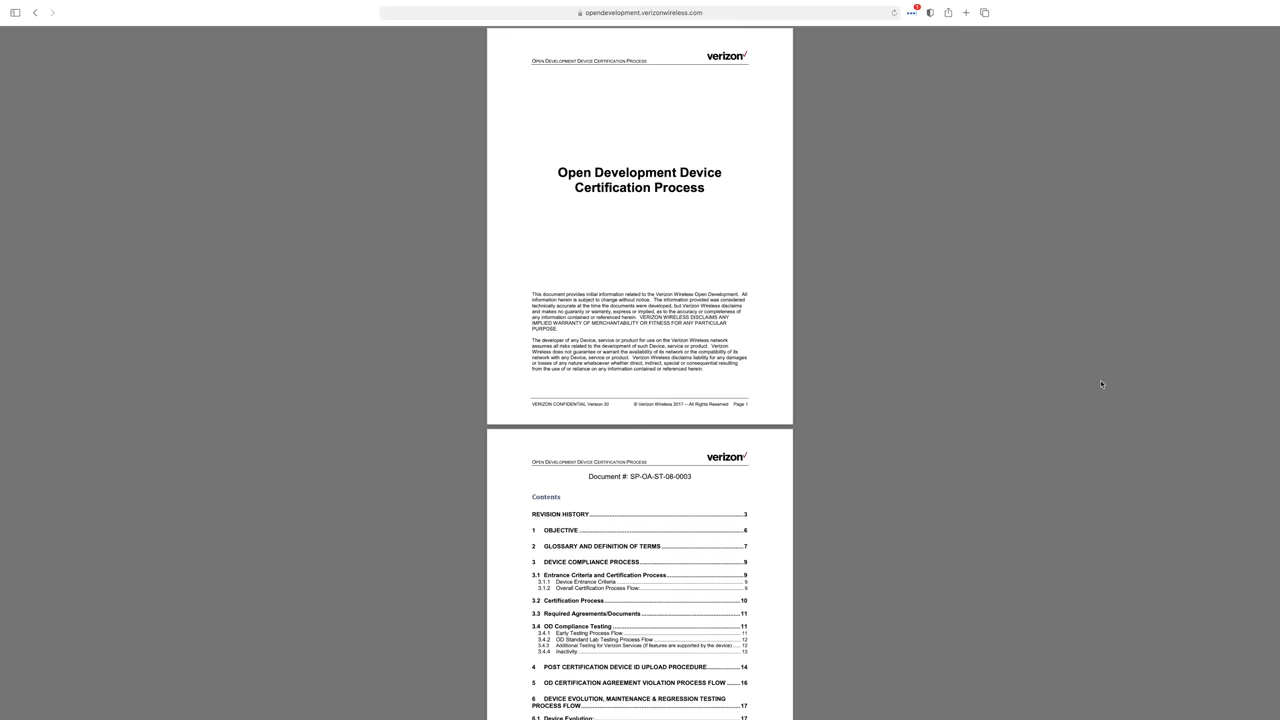 opendevelopment.verizonwireless.com
1
OPEN DEVELOPMENT DEVICE CERTIFICATION PROCESS
verizon✓
Open Development Device
Certification Process
This document provides initial information related to the Verizon Wireless Open Development. All
information herein is subject to change without notice. The information provided was considered
technically accurate at the time the documents were developed, but Verizon Wireless disclaims
and makes no guaranty or warranty, express or implied, as to the accuracy or completeness of
any information contained or referenced herein. VERIZON WIRELESS DISCLAIMS ANY
IMPLIED WARRANTY OF MERCHANTABILITY OR FITNESS FOR ANY PARTICULAR
PURPOSE.
The developer of any Device, service or product for use on the Verizon Wireless network
assumes all risks related to the development of such Device, service or product. Verizon
Wireless does not guarantee or warrant the availability of its network or the compatibility of its
network with any Device, service or product. Verizon Wireless disclaims liability for any damages
or losses of any nature whatsoever whether direct, indirect, special or consequential resulting
from the use of or reliance on any information contained or referenced herein.
VERIZON CONFIDENTIAL Version 30 © Verizon Wireless 2017 – All Rights Reserved Page 1
OPEN DEVELOPMENT DEVICE CERTIFICATION PROCESS
verizon✓
Document #: SP-OA-ST-08-0003
Contents
REVISION HISTORY 3
1 OBJECTIVE 6
2 GLOSSARY AND DEFINITION OF TERMS 7
3 DEVICE COMPLIANCE PROCESS 9
3.1 Entrance Criteria and Certification Process 9
3.1.1 Device Entrance Criteria 9
3.1.2 Overall Certification Process Flow: 9
3.2 Certification Process 10
3.3 Required Agreements/Documents 11
3.4 OD Compliance Testing 11
3.4.1 Early Testing Process Flow 11
3.4.2 OD Standard Lab Testing Process Flow 12
3.4.3 Additional Testing for Verizon Services (If features are supported by the device) 12
3.4.4 Inactivity 13
4 POST CERTIFICATION DEVICE ID UPLOAD PROCEDURE 14
5 OD CERTIFICATION AGREEMENT VIOLATION PROCESS FLOW 16
6 DEVICE EVOLUTION, MAINTENANCE & REGRESSION TESTING
PROCESS FLOW 17
6.1 Device Evolution: 17